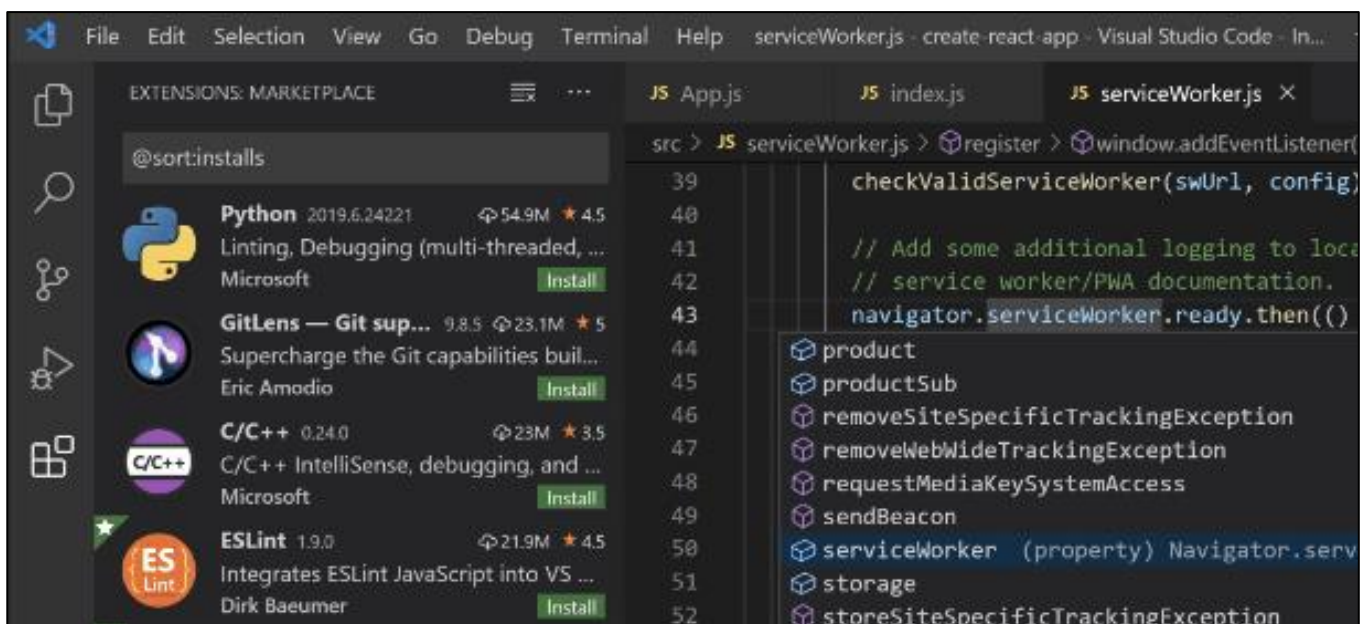 File Edit Selection View Go Debug Terminal Help serviceWorker.js - create-react-app - Visual Studio Code - In...
EXTENSIONS: MARKETPLACE
@sort:installs
Python 2019.6.24221 54.9M ★ 4.5
Linting, Debugging (multi-threaded, ...
Microsoft Install
GitLens — Git sup... 9.8.5 23.1M ★ 5
Supercharge the Git capabilities buil...
Eric Amodio Install
C/C++
C/C++ 0.24.0 23M ★ 3.5
C/C++ IntelliSense, debugging, and ...
Microsoft Install
ES
Lint
ESLint 1.9.0 21.9M ★ 4.5
Integrates ESLint JavaScript into VS ...
Dirk Baeumer Install
JS App.js JS index.js JS serviceWorker.js ×
src > JS serviceWorker.js > register > window.addEventListener(
39 checkValidServiceWorker(swUrl, config)
40
41 // Add some additional logging to loca
42 // service worker/PWA documentation.
43 navigator.serviceWorker.ready.then(()
44 product
45 productSub
46 removeSiteSpecificTrackingException
47 removeWebWideTrackingException
48 requestMediaKeySystemAccess
49 sendBeacon
50 serviceWorker (property) Navigator.serv
51 storage
52 storeSiteSpecificTrackingException